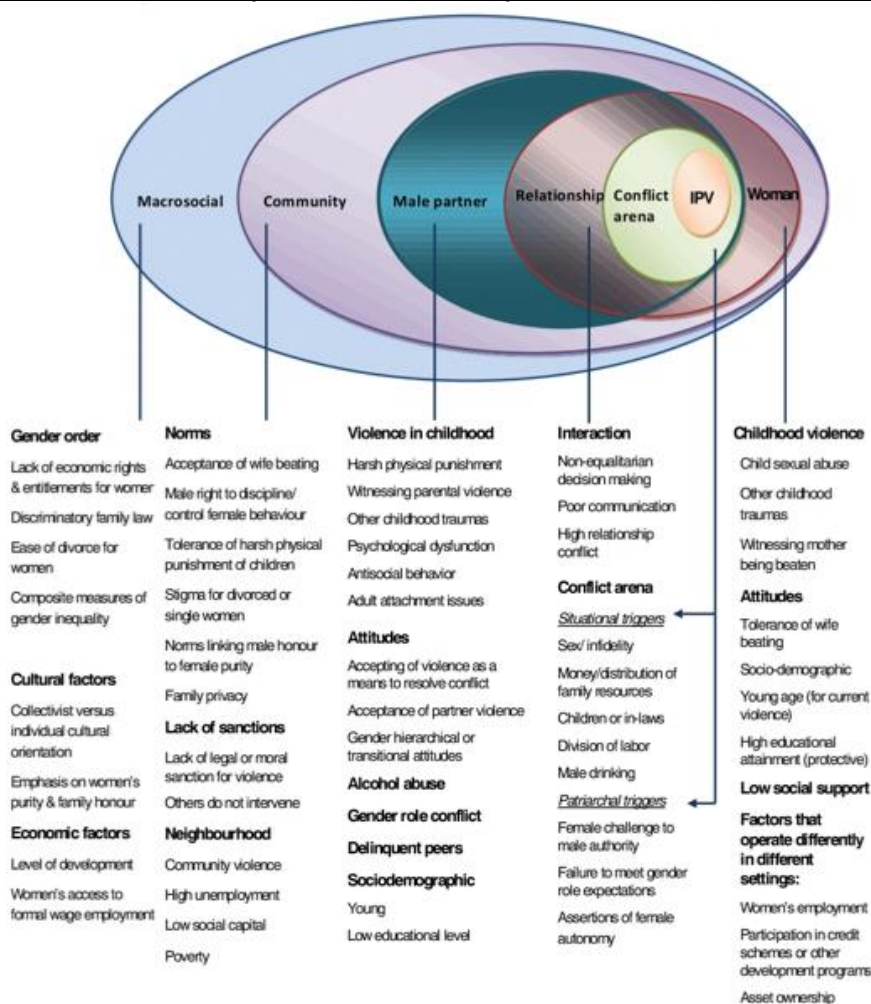 Macrosocial
Community
Male partner
Relationship
Conflict
arena
IPV
Woman
Gender order
Lack of economic rights
& entitlements for women
Discriminatory family law
Ease of divorce for
women
Composite measures of
gender inequality
Cultural factors
Collectivist versus
individual cultural
orientation
Emphasis on women's
purity & family honour
Economic factors
Level of development
Women's access to
formal wage employment
Norms
Acceptance of wife beating
Male right to discipline/
control female behaviour
Tolerance of harsh physical
punishment of children
Stigma for divorced or
single women
Norms linking male honour
to female purity
Family privacy
Lack of sanctions
Lack of legal or moral
sanction for violence
Others do not intervene
Neighbourhood
Community violence
High unemployment
Low social capital
Poverty
Violence in childhood
Harsh physical punishment
Witnessing parental violence
Other childhood traumas
Psychological dysfunction
Antisocial behavior
Adult attachment issues
Attitudes
Accepting of violence as a
means to resolve conflict
Acceptance of partner violence
Gender hierarchical or
transitional attitudes
Alcohol abuse
Gender role conflict
Delinquent peers
Sociodemographic
Young
Low educational level
Interaction
Non-equalitarian
decision making
Poor communication
High relationship
conflict
Conflict arena
Situational triggers
Sex/ infidelity
Money/distribution of
family resources
Children or in-laws
Division of labor
Male drinking
Patriarchal triggers
Female challenge to
male authority
Failure to meet gender
role expectations
Assertions of female
autonomy
Childhood violence
Child sexual abuse
Other childhood
traumas
Witnessing mother
being beaten
Attitudes
Tolerance of wife
beating
Socio-demographic
Young age (for current
violence)
High educational
attainment (protective)
Low social support
Factors that
operate differently
in different
settings:
Women's employment
Participation in credit
schemes or other
development programs
Asset ownership